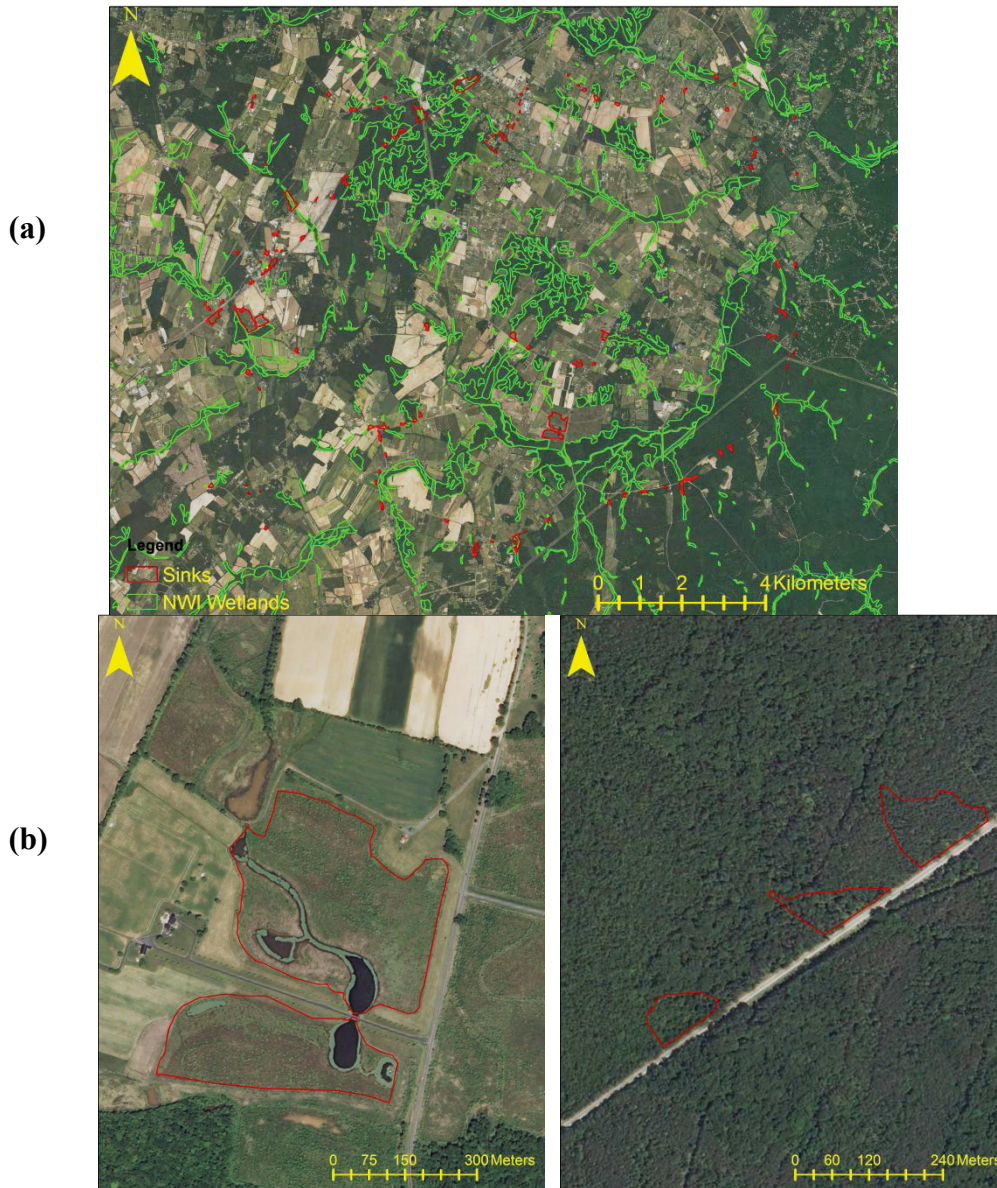 N
(a)
Legend
Sinks
NWI Wetlands
0 1 2 4 Kilometers
N
(b)
0 75 150 300 Meters
N
0 60 120 240 Meters